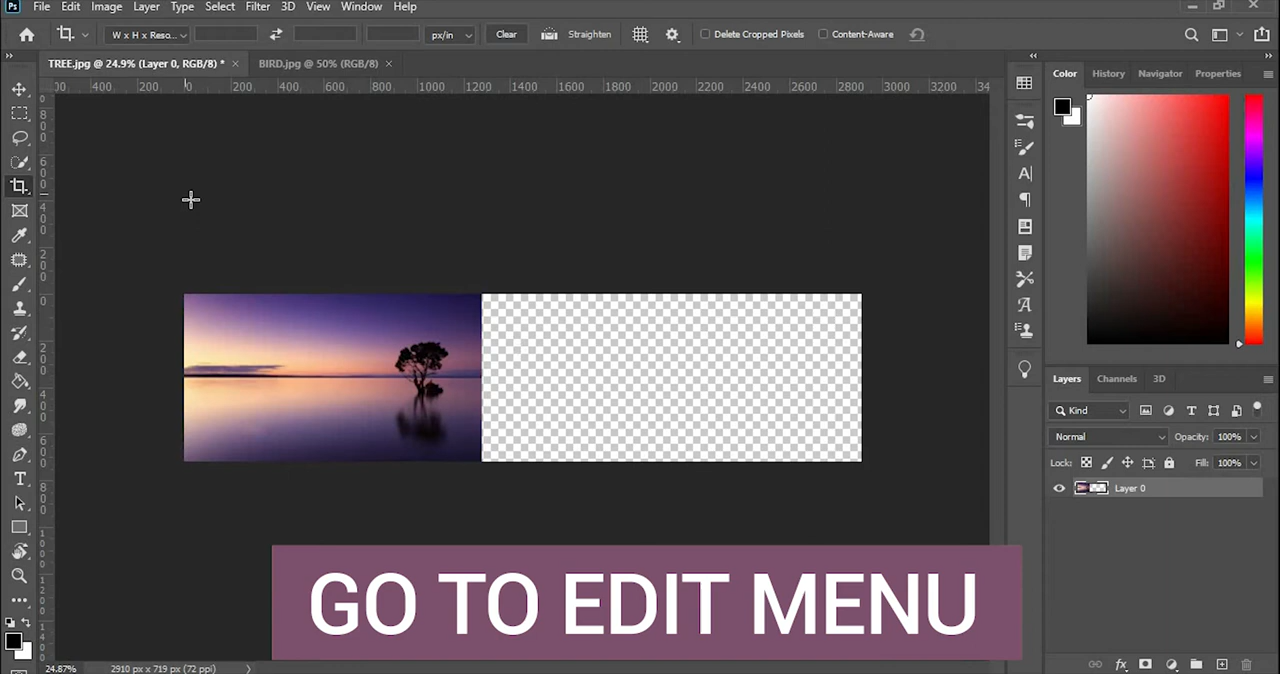 Ps File Edit Image Layer Type Select Filter 3D View Window Help
W x H x Reso... px/in Clear Straighten Delete Cropped Pixels Content-Aware
TREE.jpg @ 24.9% (Layer 0, RGB/8) * × BIRD.jpg @ 50% (RGB/8) ×
400 200 0 200 400 600 800 1000 1200 1400 1600 1800 2000 2200 2400 2600 2800 3000 3200 34
Color History Navigator Properties
Layers Channels 3D
Kind
Normal Opacity: 100%
Lock: Fill: 100%
Layer 0
GO TO EDIT MENU
24.87% 2910 px x 719 px (72 ppi)